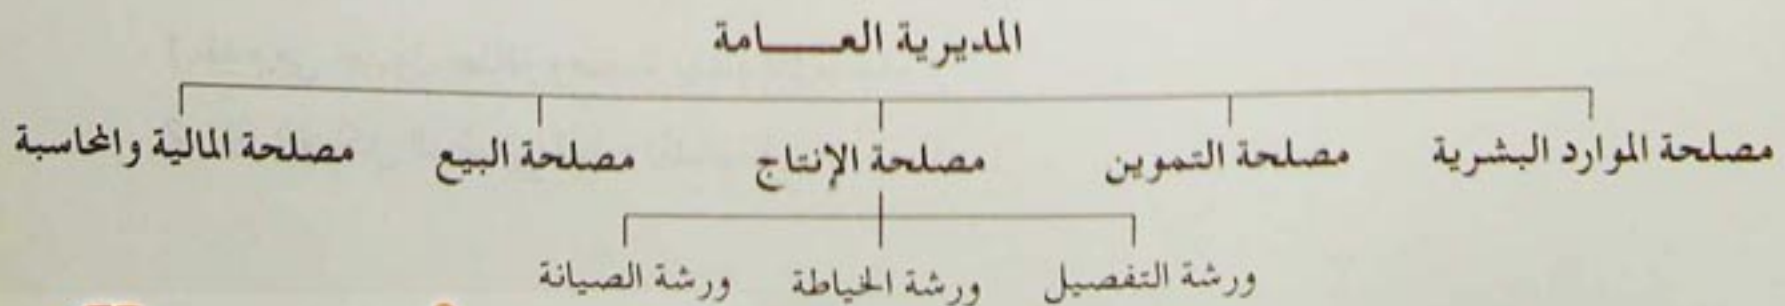 المديرية العـــــامة
مصلحة الموارد البشرية مصلحة التموين مصلحة الإنتاج مصلحة البيع مصلحة المالية والمحاسبة
ورشة التفصيل ورشة الخياطة ورشة الصيانة